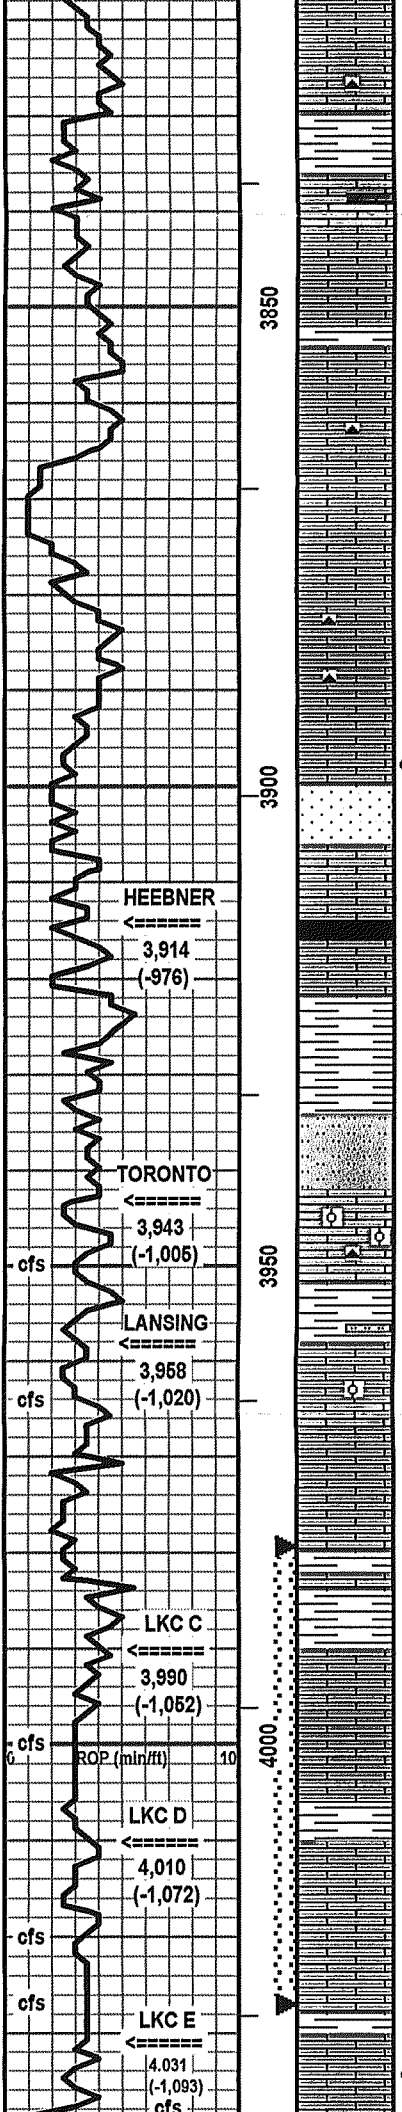 3850
3900
HEEBNER
<======
3,914
(-976)
TORONTO
<======
3,943
(-1,005)
cfs
3950
LANSING
<======
3,958
(-1,020)
cfs
LKC C
<======
3,990
(-1,052)
cfs
4000
0 ROP (min/ft) 10
LKC D
<======
4,010
(-1,072)
cfs
cfs
LKC E
<======
4.031
(-1,093)
cfs